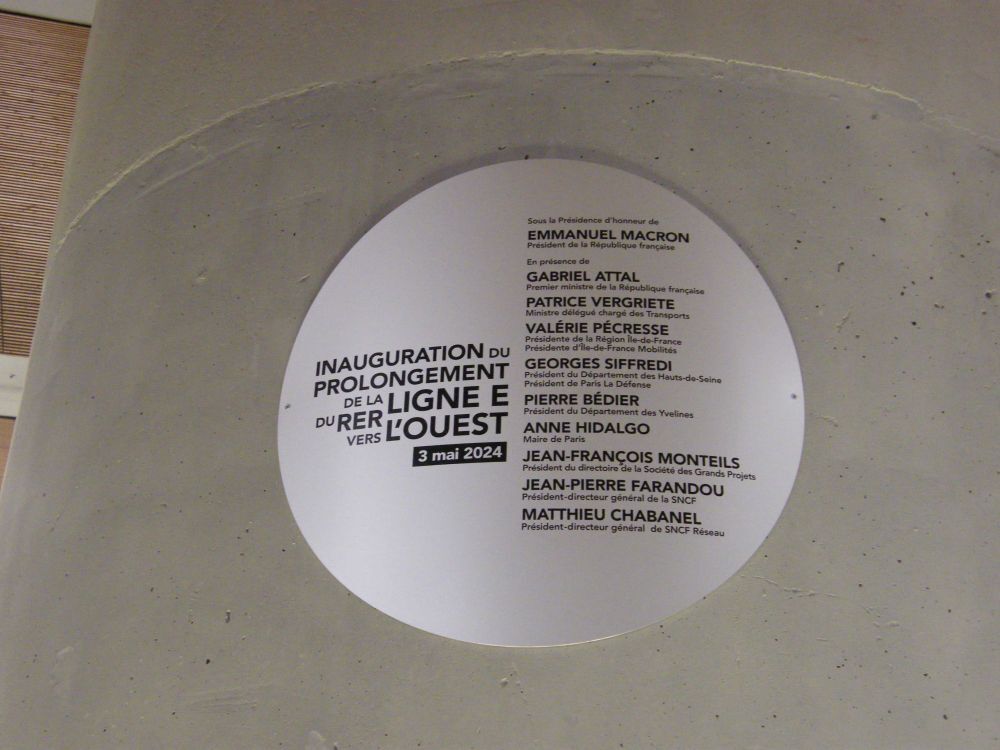 INAUGURATION DU
PROLONGEMENT
DE LA LIGNE E
DU RER
VERS L'OUEST
3 mai 2024
Sous la Présidence d'honneur de
EMMANUEL MACRON
Président de la République française
En présence de
GABRIEL ATTAL
Premier ministre de la République française
PATRICE VERGRIETE
Ministre délégué chargé des Transports
VALÉRIE PÉCRESSE
Présidente de la Région Île-de-France
Présidente d'Île-de-France Mobilités
GEORGES SIFFREDI
Président du Département des Hauts-de-Seine
Président de Paris La Défense
PIERRE BÉDIER
Président du Département des Yvelines
ANNE HIDALGO
Maire de Paris
JEAN-FRANÇOIS MONTEILS
Président du directoire de la Société des Grands Projets
JEAN-PIERRE FARANDOU
Président-directeur général de la SNCF
MATTHIEU CHABANEL
Président-directeur général de SNCF Réseau